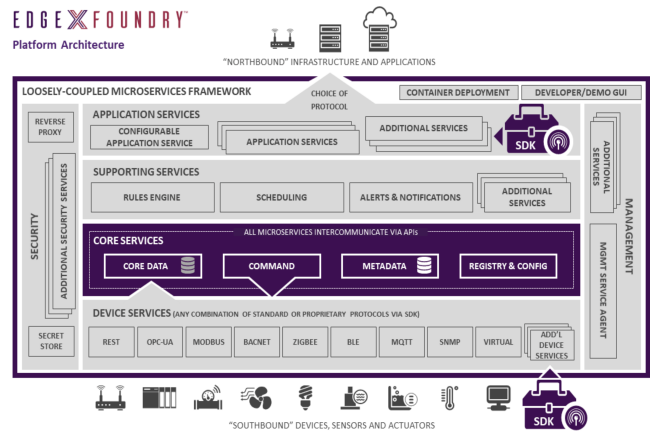 EDGE X FOUNDRY™
Platform Architecture
"NORTHBOUND" INFRASTRUCTURE AND APPLICATIONS
LOOSELY-COUPLED MICROSERVICES FRAMEWORK
CHOICE OF
PROTOCOL
CONTAINER DEPLOYMENT
DEVELOPER/DEMO GUI
REVERSE
PROXY
SECURITY
ADDITIONAL SECURITY SERVICES
SECRET
STORE
APPLICATION SERVICES
CONFIGURABLE
APPLICATION SERVICE
APPLICATION SERVICES
ADDITIONAL SERVICES
SDK
SUPPORTING SERVICES
RULES ENGINE
SCHEDULING
ALERTS & NOTIFICATIONS
ADDITIONAL
SERVICES
ALL MICROSERVICES INTERCOMMUNICATE VIA APIs
CORE SERVICES
CORE DATA
COMMAND
METADATA
REGISTRY & CONFIG
DEVICE SERVICES (ANY COMBINATION OF STANDARD OR PROPRIETARY PROTOCOLS VIA SDK)
REST
OPC-UA
MODBUS
BACNET
ZIGBEE
BLE
MQTT
SNMP
VIRTUAL
ADD'L
DEVICE
SERVICES
ADDITIONAL
SERVICES
MGMT SERVICE AGENT
MANAGEMENT
"SOUTHBOUND" DEVICES, SENSORS AND ACTUATORS
SDK